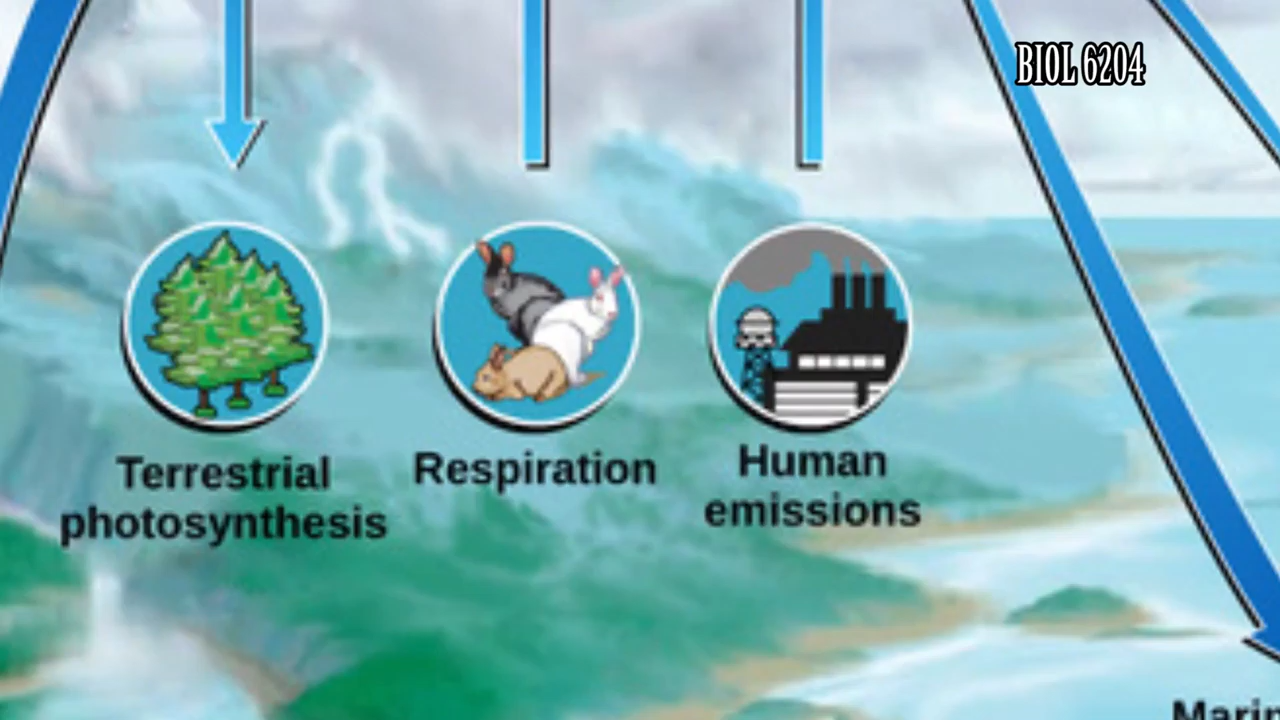 BIOL 6204
Terrestrial
photosynthesis
Respiration
Human
emissions